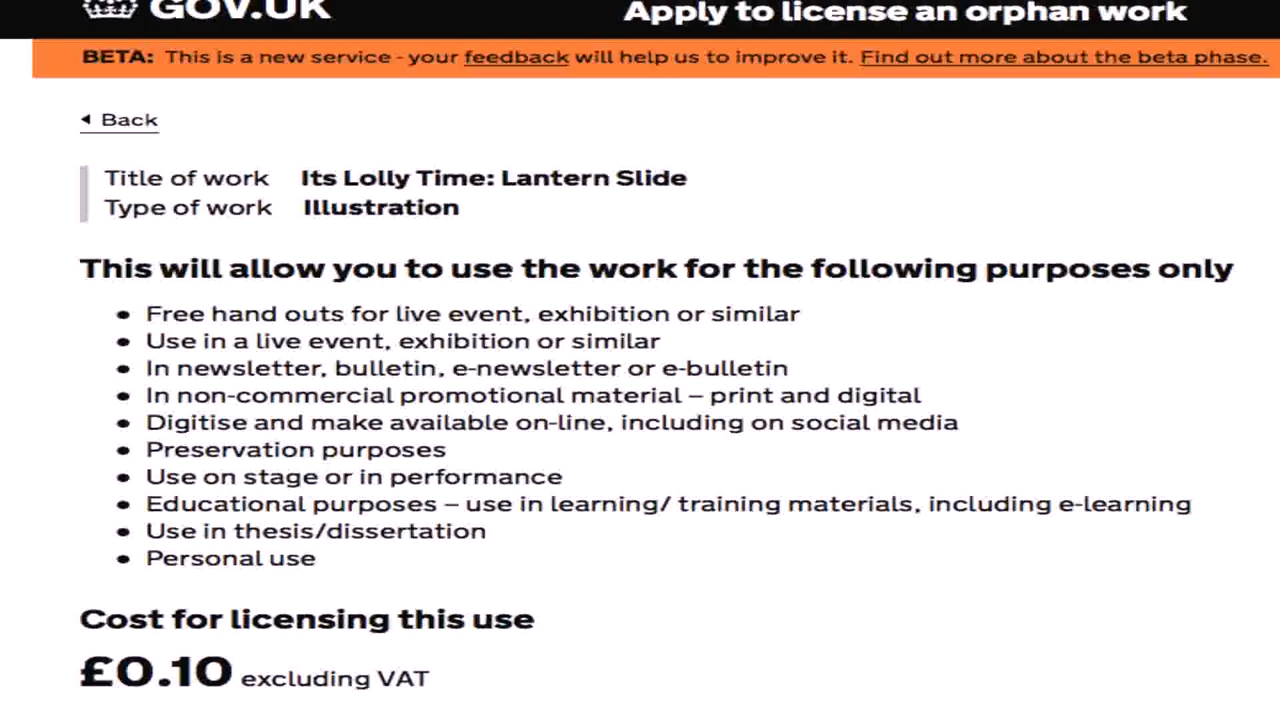 GOV.UK Apply to license an orphan work
BETA: This is a new service - your feedback will help us to improve it. Find out more about the beta phase.
Back
Title of work Its Lolly Time: Lantern Slide
Type of work Illustration
This will allow you to use the work for the following purposes only
• Free hand outs for live event, exhibition or similar
• Use in a live event, exhibition or similar
• In newsletter, bulletin, e-newsletter or e-bulletin
• In non-commercial promotional material – print and digital
• Digitise and make available on-line, including on social media
• Preservation purposes
• Use on stage or in performance
• Educational purposes – use in learning/ training materials, including e-learning
• Use in thesis/dissertation
• Personal use
Cost for licensing this use
£0.10 excluding VAT